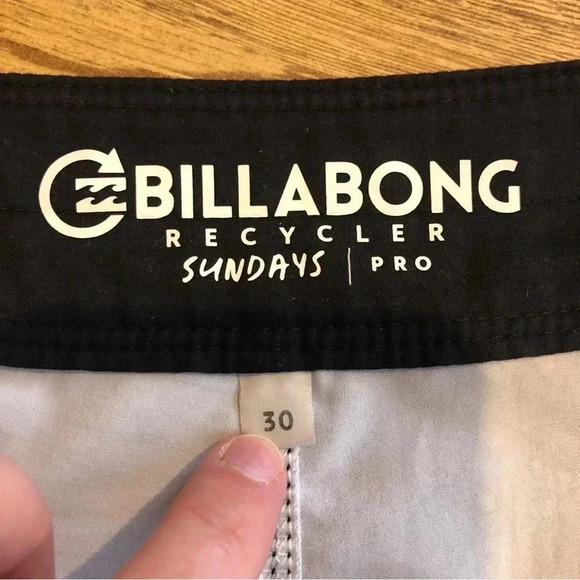 BILLABONG
RECYCLER
SUNDAYS | PRO
30